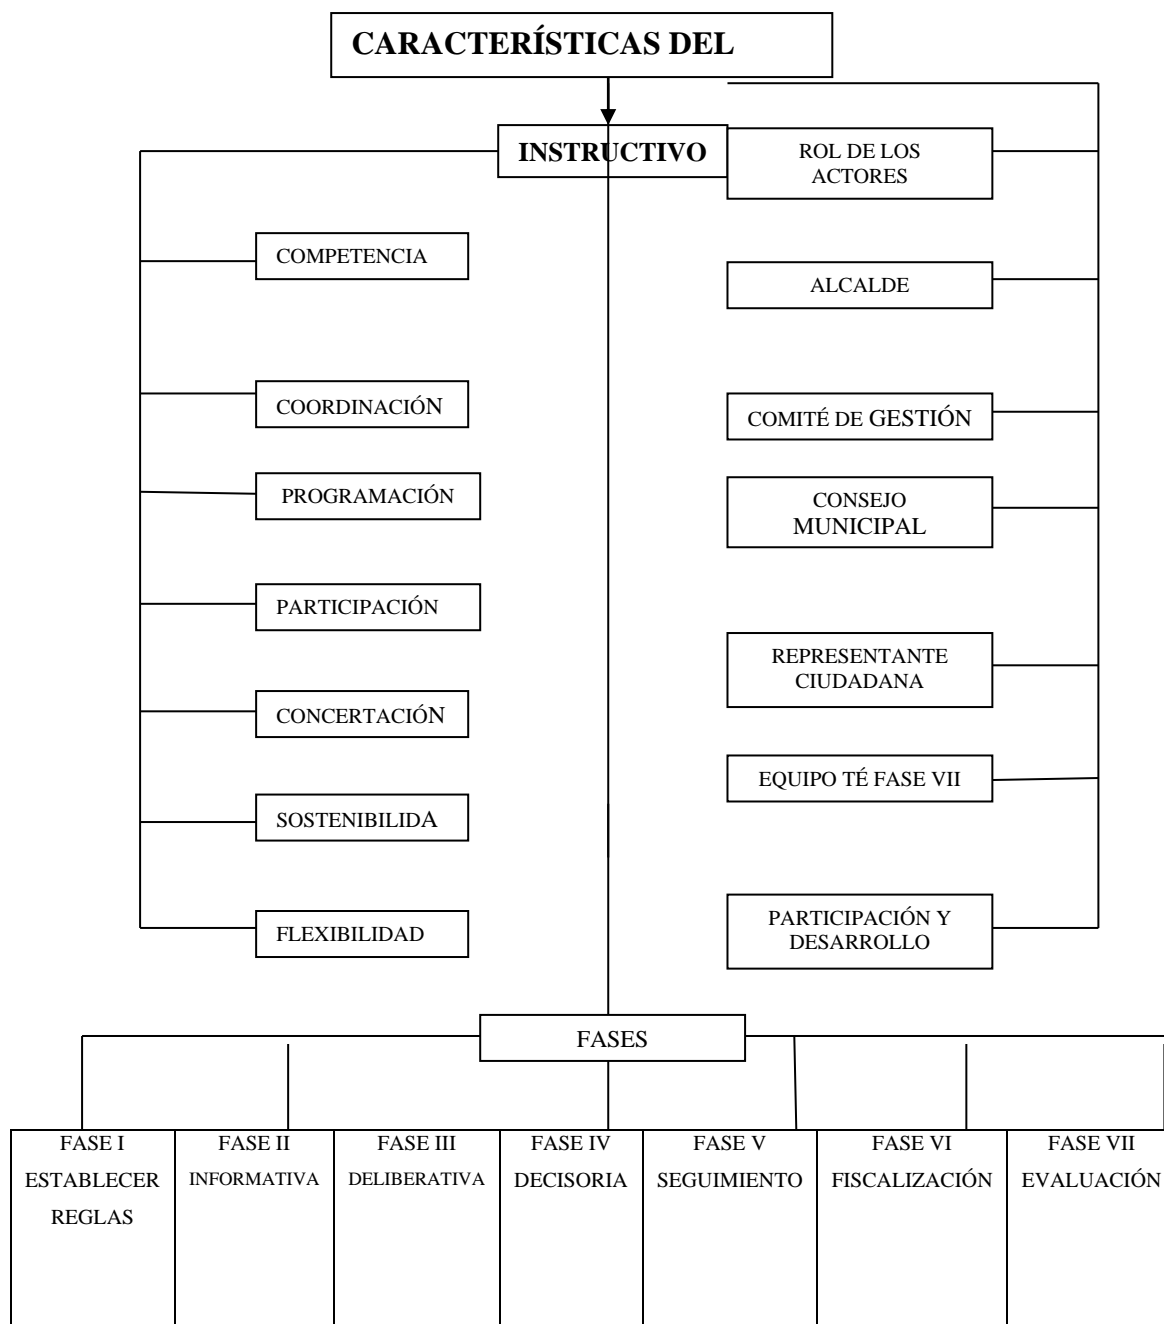 CARACTERÍSTICAS DEL
INSTRUCTIVO
COMPETENCIA
COORDINACIÓN
PROGRAMACIÓN
PARTICIPACIÓN
CONCERTACIÓN
SOSTENIBILIDA
FLEXIBILIDAD
ROL DE LOS
ACTORES
ALCALDE
COMITÉ DE GESTIÓN
CONSEJO
MUNICIPAL
REPRESENTANTE
CIUDADANA
EQUIPO TÉ FASE VII
PARTICIPACIÓN Y
DESARROLLO
FASES
FASE I
ESTABLECER
REGLAS
FASE II
INFORMATIVA
FASE III
DELIBERATIVA
FASE IV
DECISORIA
FASE V
SEGUIMIENTO
FASE VI
FISCALIZACIÓN
FASE VII
EVALUACIÓN